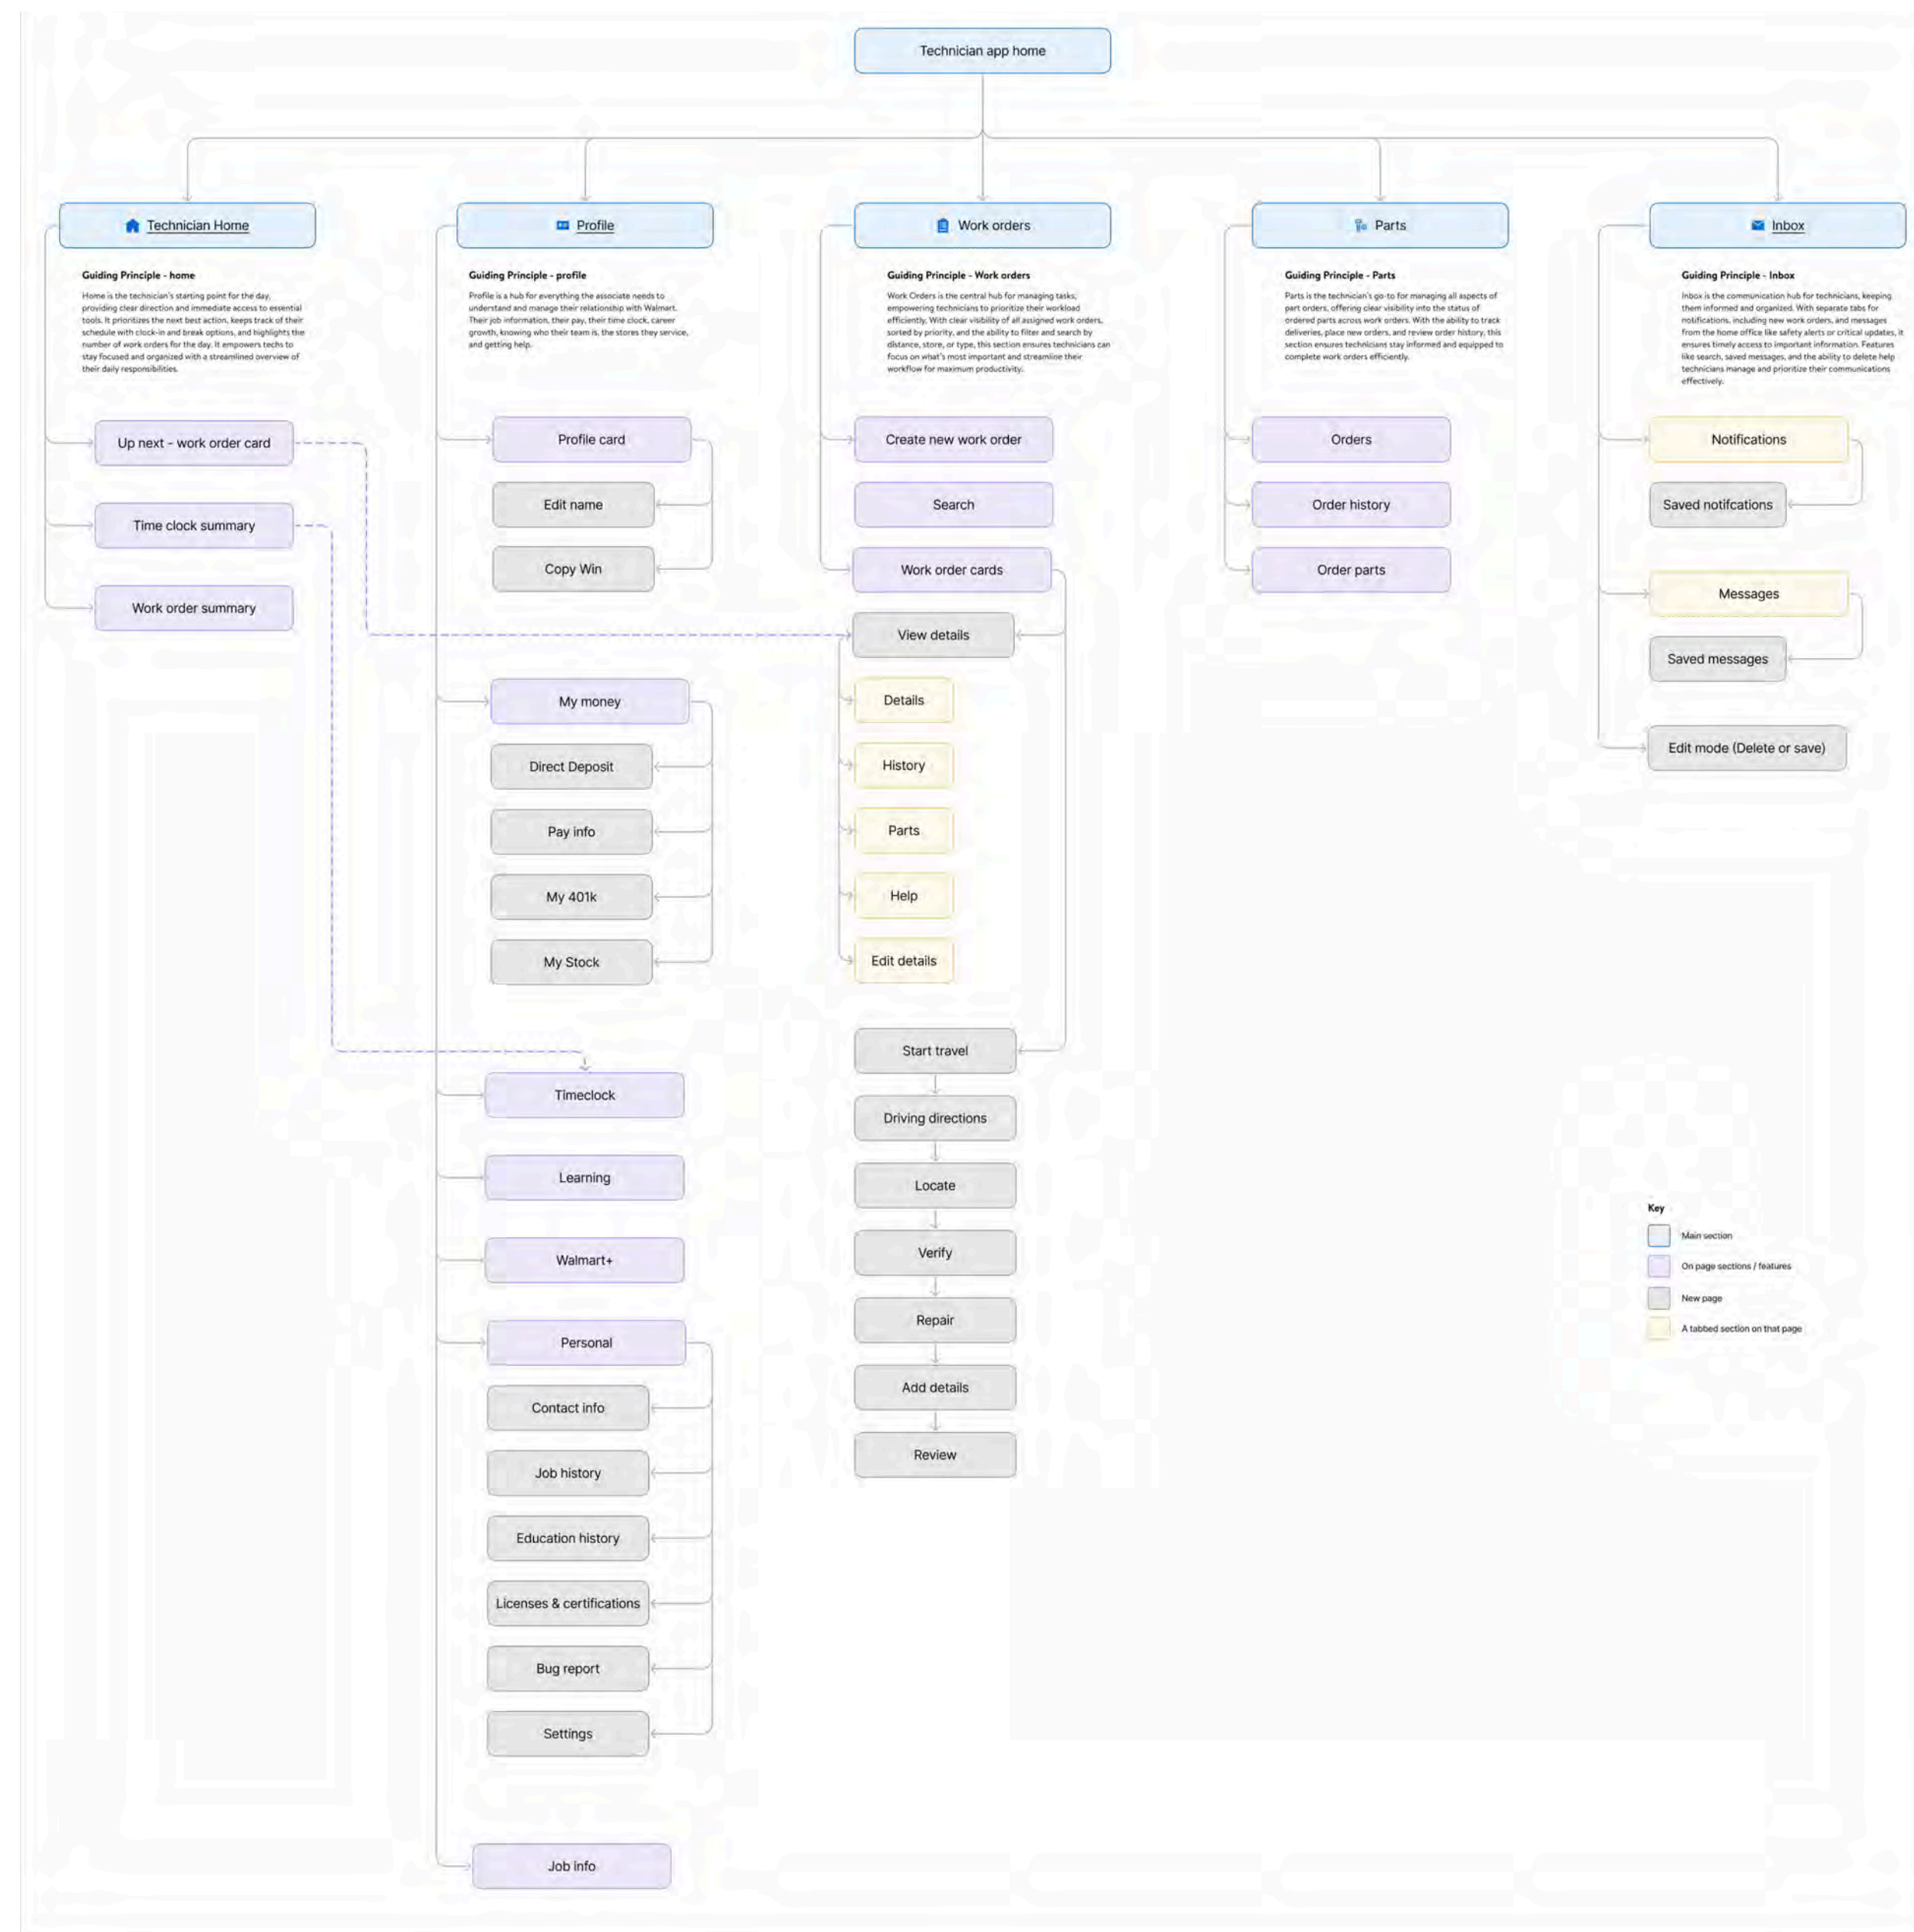 Technician app home
Technician Home
Guiding Principle - home
Home is the technician's starting point for the day,
providing clear direction and immediate access to essential
tools. It prioritizes the next best action, keeps track of their
schedule with clock-in and break options, and highlights the
number of work orders for the day. It empowers techs to
stay focused and organized with a streamlined overview of
their daily responsibilities.
Up next - work order card
Time clock summary
Work order summary
Profile
Guiding Principle - profile
Profile is a hub for everything the associate needs to
understand and manage their relationship with Walmart.
Their job information, their pay, their time clock, career
growth, knowing who their team is, the stores they service,
and getting help.
Profile card
Edit name
Copy Win
My money
Direct Deposit
Pay info
My 401k
My Stock
Timeclock
Learning
Walmart+
Personal
Contact info
Job history
Education history
Licenses & certifications
Bug report
Settings
Job info
Work orders
Guiding Principle - Work orders
Work Orders is the central hub for managing tasks,
empowering technicians to prioritize their workload
efficiently. With clear visibility of all assigned work orders,
sorted by priority, and the ability to filter and search by
distance, store, or type, this section ensures technicians can
focus on what's most important and streamline their
workflow for maximum productivity.
Create new work order
Search
Work order cards
View details
Details
History
Parts
Help
Edit details
Start travel
Driving directions
Locate
Verify
Repair
Add details
Review
Parts
Guiding Principle - Parts
Parts is the technician's go-to for managing all aspects of
part orders, offering clear visibility into the status of
ordered parts across work orders. With the ability to track
deliveries, place new orders, and review order history, this
section ensures technicians stay informed and equipped to
complete work orders efficiently.
Orders
Order history
Order parts
Inbox
Guiding Principle - Inbox
Inbox is the communication hub for technicians, keeping
them informed and organized. With separate tabs for
notifications, including new work orders, and messages
from the home office like safety alerts or critical updates, it
ensures timely access to important information. Features
like search, saved messages, and the ability to delete help
technicians manage and prioritize their communications
effectively.
Notifications
Saved notifcations
Messages
Saved messages
Edit mode (Delete or save)
Key
Main section
On page sections / features
New page
A tabbed section on that page